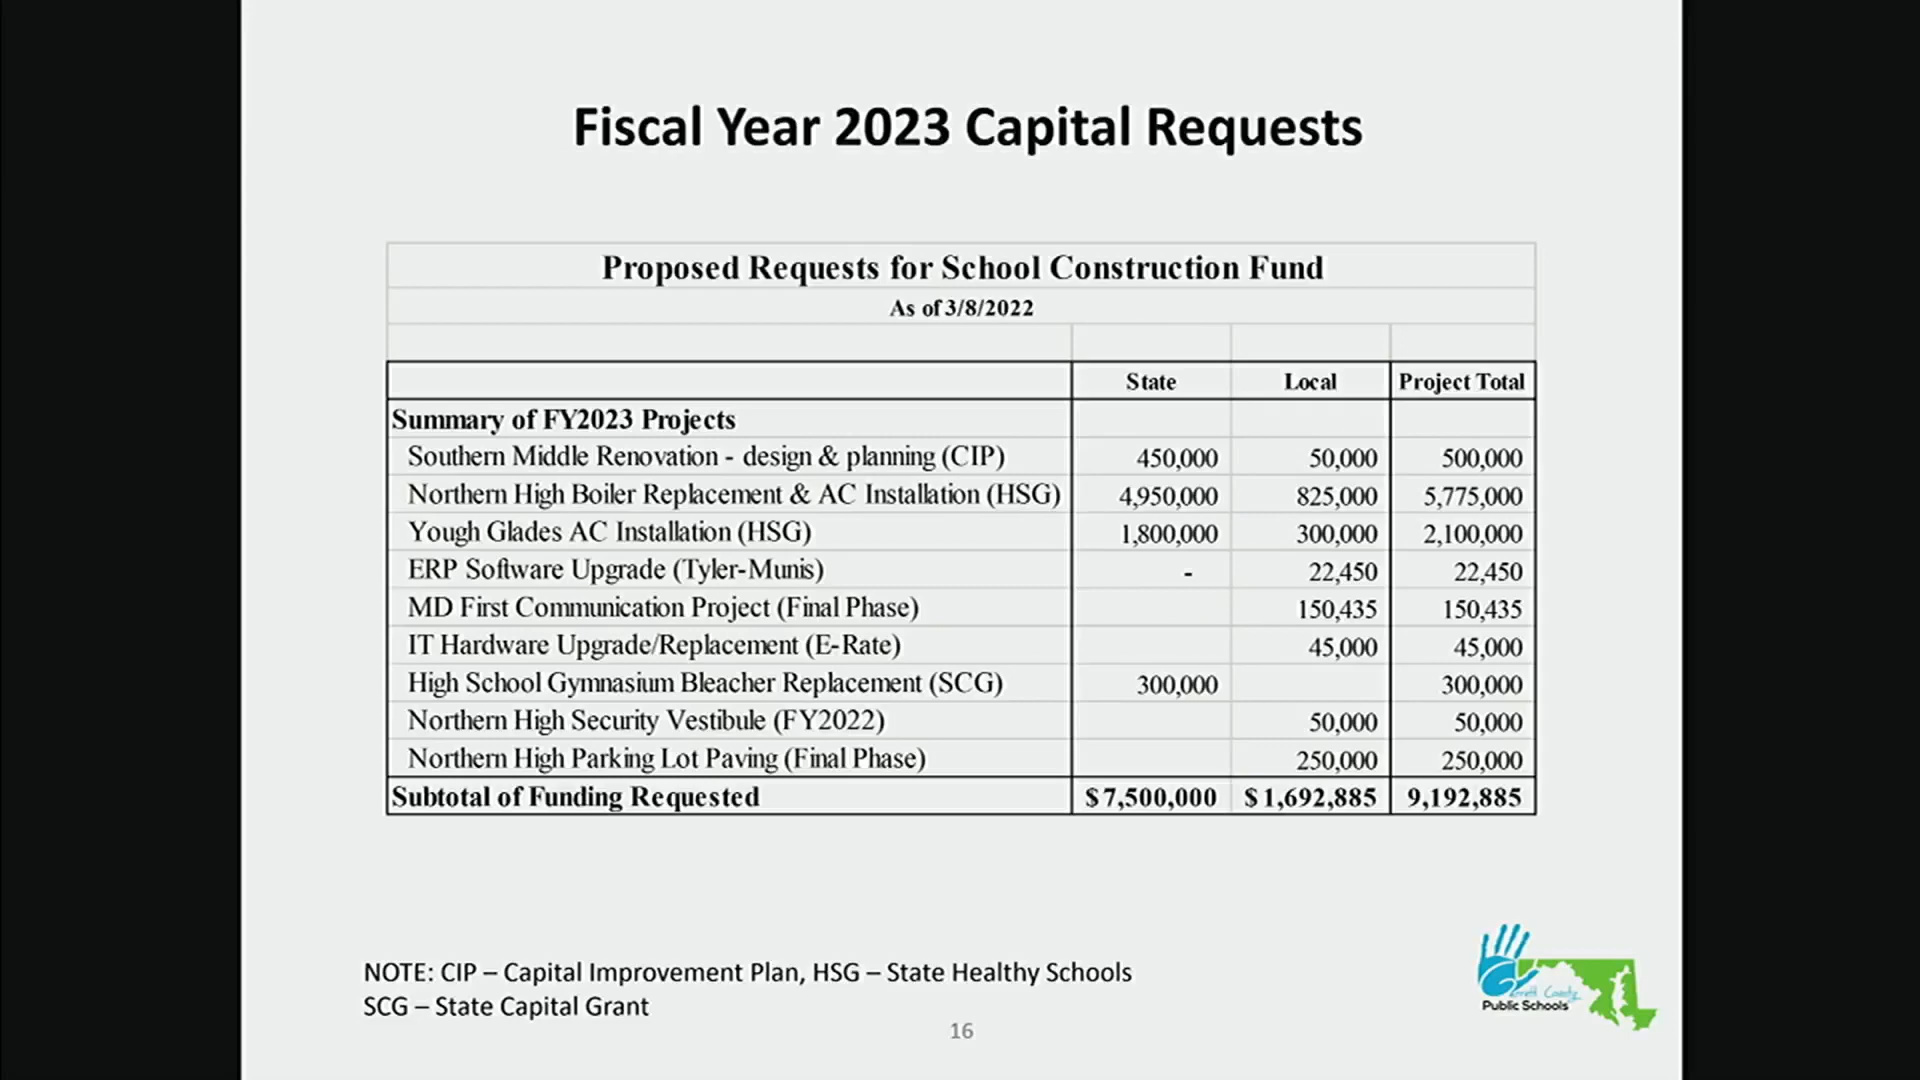 Fiscal Year 2023 Capital Requests
Proposed Requests for School Construction Fund
As of 3/8/2022
State Local Project Total
Summary of FY2023 Projects
Southern Middle Renovation - design & planning (CIP) 450,000 50,000 500,000
Northern High Boiler Replacement & AC Installation (HSG) 4,950,000 825,000 5,775,000
Yough Glades AC Installation (HSG) 1,800,000 300,000 2,100,000
ERP Software Upgrade (Tyler-Munis) - 22,450 22,450
MD First Communication Project (Final Phase) 150,435 150,435
IT Hardware Upgrade/Replacement (E-Rate) 45,000 45,000
High School Gymnasium Bleacher Replacement (SCG) 300,000 300,000
Northern High Security Vestibule (FY2022) 50,000 50,000
Northern High Parking Lot Paving (Final Phase) 250,000 250,000
Subtotal of Funding Requested $7,500,000 $1,692,885 9,192,885
NOTE: CIP – Capital Improvement Plan, HSG – State Healthy Schools
SCG – State Capital Grant
16
County
Public Schools